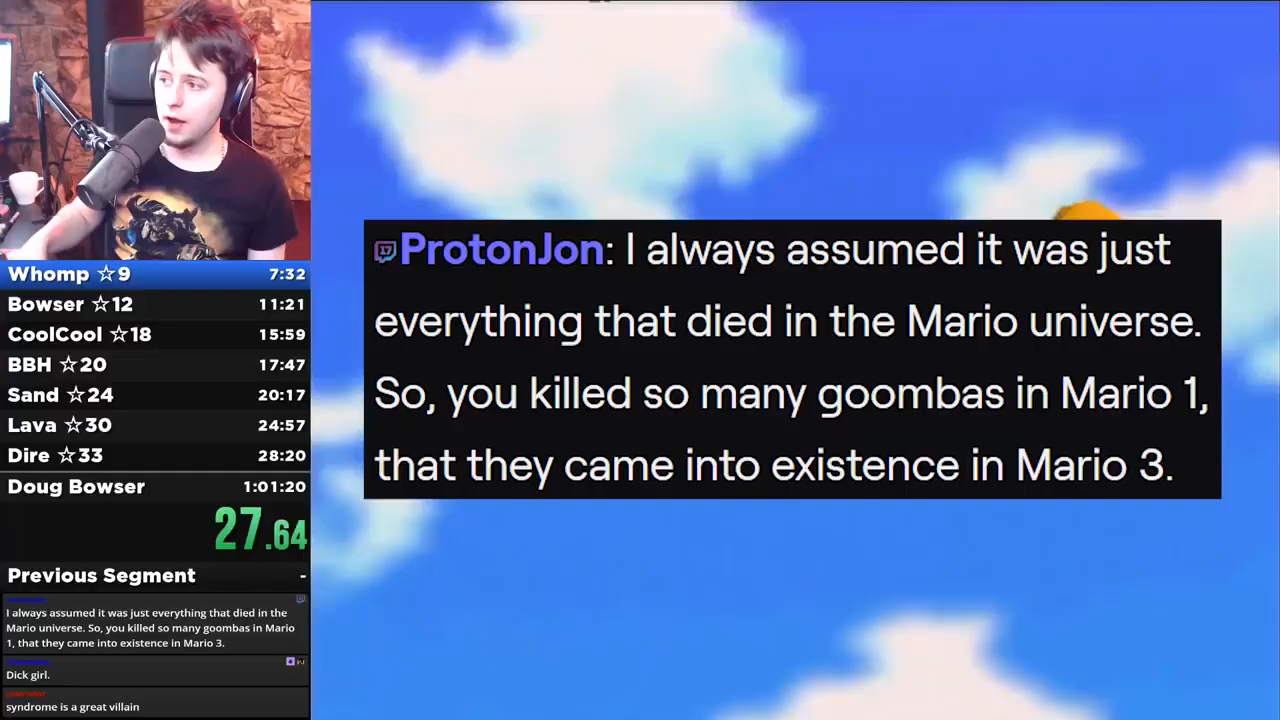 ProtonJon: I always assumed it was just
everything that died in the Mario universe.
So, you killed so many goombas in Mario 1,
that they came into existence in Mario 3.
Whomp ☆9 7:32
Bowser ☆12 11:21
CoolCool ☆18 15:59
BBH ☆20 17:47
Sand ☆24 20:17
Lava ☆30 24:57
Dire ☆33 28:20
Doug Bowser 1:01:20
27.64
Previous Segment -
I always assumed it was just everything that died in the
Mario universe. So, you killed so many goombas in Mario
1, that they came into existence in Mario 3.
Dick girl.
syndrome is a great villain